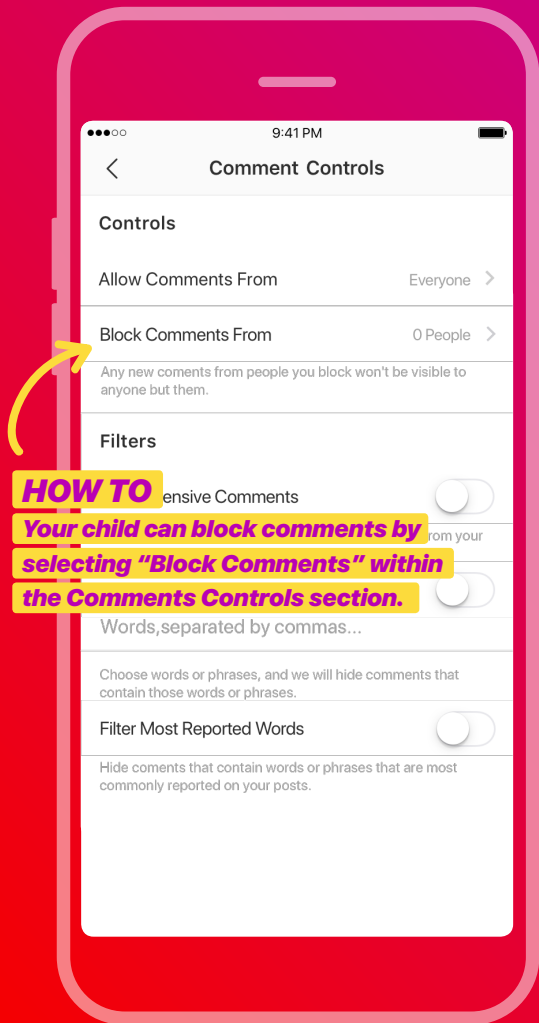 9:41 PM
Comment Controls
Controls
Allow Comments From Everyone
Block Comments From 0 People
Any new coments from people you block won't be visible to
anyone but them.
Filters
HOW TO
ensive Comments
Your child can block comments by
rom your
selecting “Block Comments” within
the Comments Controls section.
Words,separated by commas...
Choose words or phrases, and we will hide comments that
contain those words or phrases.
Filter Most Reported Words
Hide coments that contain words or phrases that are most
commonly reported on your posts.